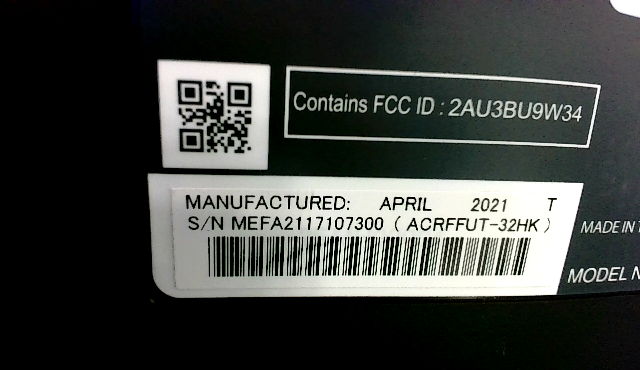 Contains FCC ID : 2AU3BU9W34
MANUFACTURED: APRIL 2021 T
S/N MEFA2117107300 ( ACRFFUT-32HK )
MADE IN
MODEL